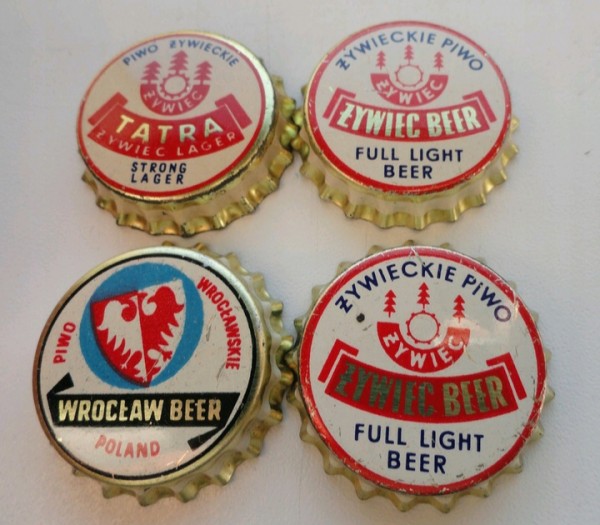 PIWO ŻYWIECKIE
ŻYWIEC
TATRA
ŻYWIEC LAGER
STRONG
LAGER
ŻYWIECKIE PIWO
ŻYWIEC
ŻYWIEC BEER
FULL LIGHT
BEER
PIWO WROCŁAWSKIE
WROCŁAW BEER
POLAND
ŻYWIECKIE PiWO
ŻYWIEC
ŻYWIEC BEER
FULL LIGHT
BEER